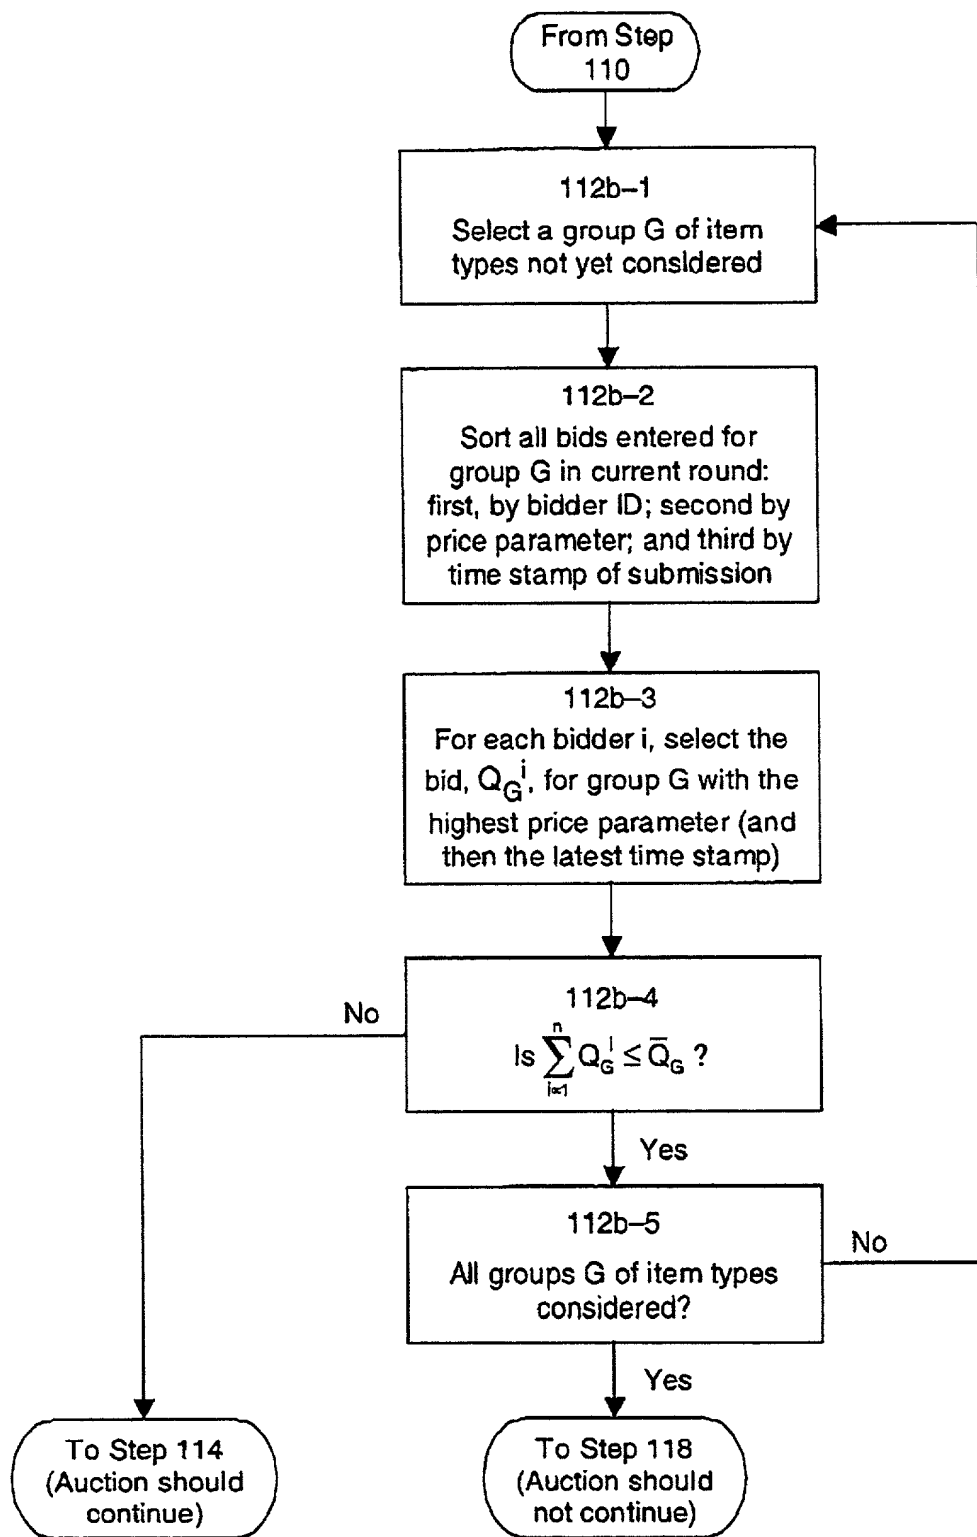 From Step
110
112b–1
Select a group G of item
types not yet considered
112b–2
Sort all bids entered for
group G in current round:
first, by bidder ID; second by
price parameter; and third by
time stamp of submission
112b–3
For each bidder i, select the
bid, Q_G^i, for group G with the
highest price parameter (and
then the latest time stamp)
No
112b–4
Is ∑_{i=1}^{n} Q_G^i ≤ Q̄_G ?
Yes
112b–5
All groups G of item types
considered?
No
Yes
To Step 114
(Auction should
continue)
To Step 118
(Auction should
not continue)